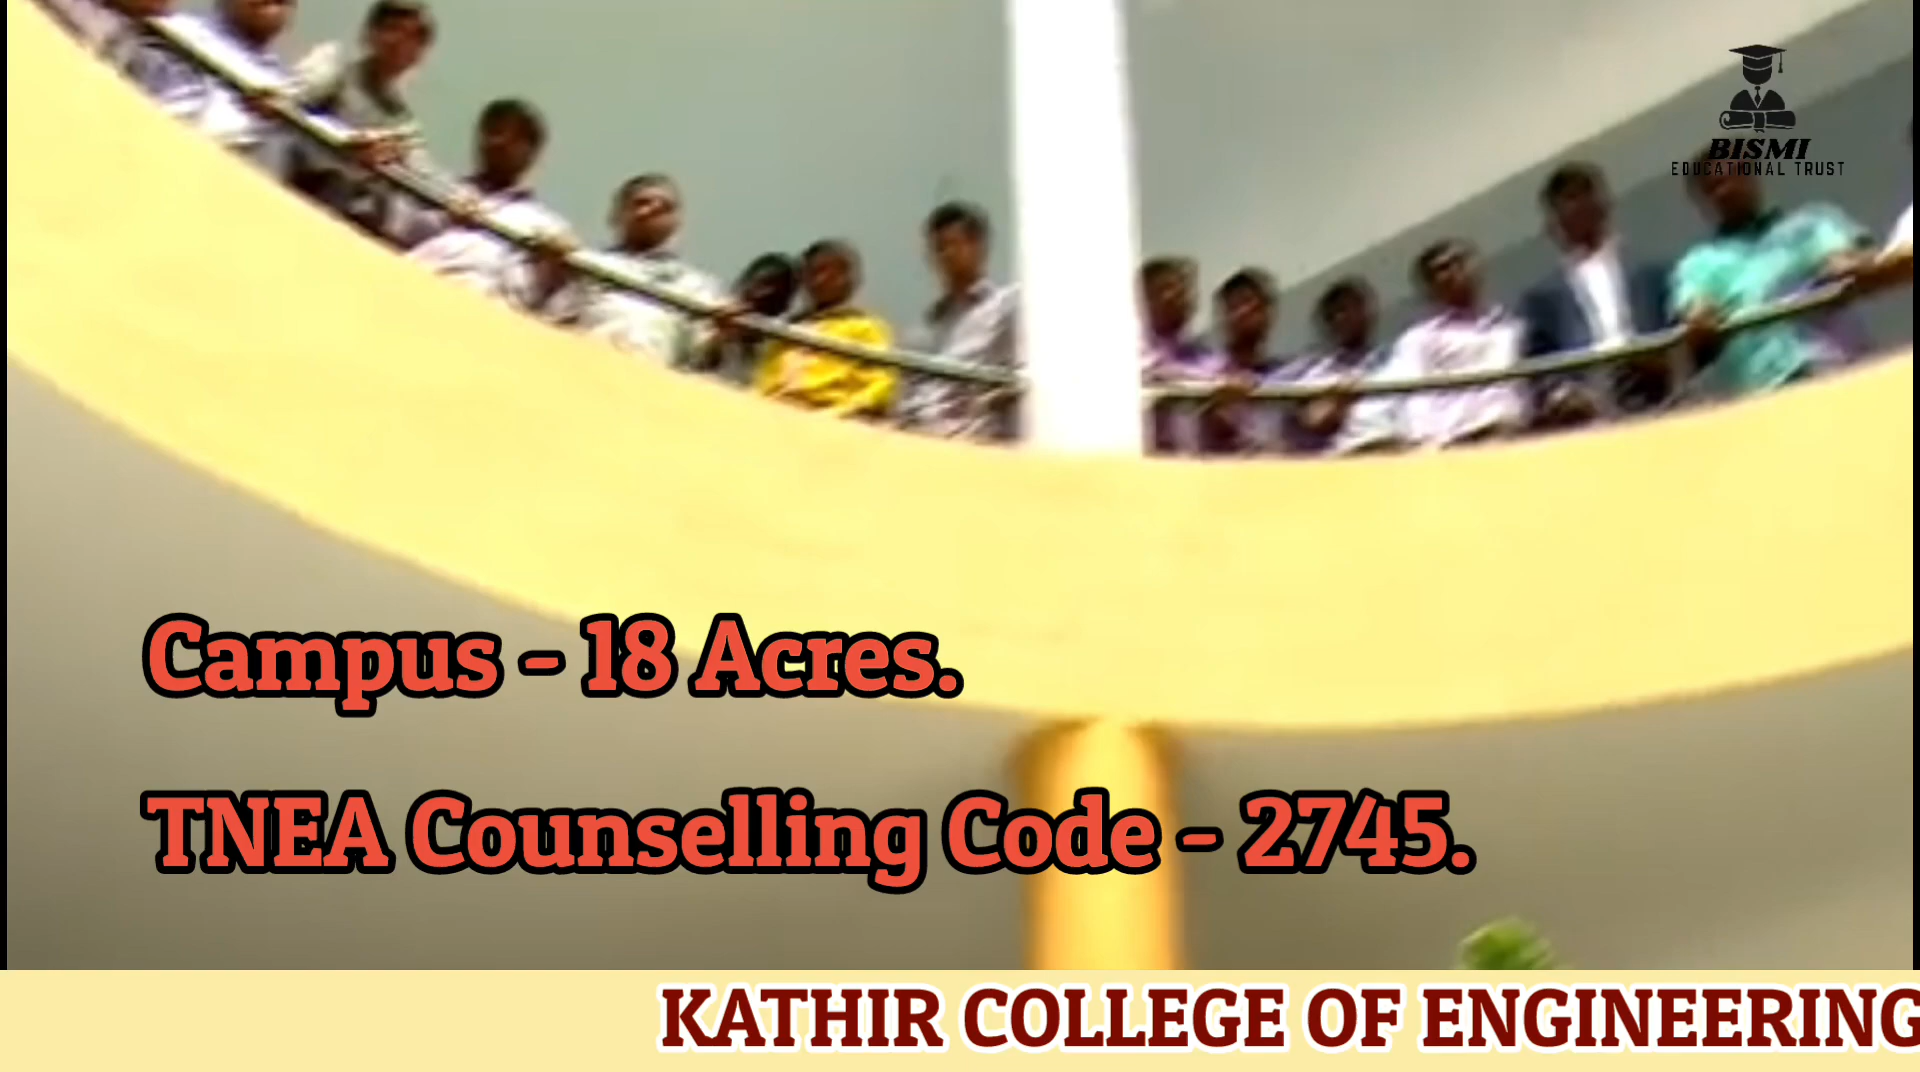 BISMI
EDUCATIONAL TRUST
Campus - 18 Acres.
TNEA Counselling Code - 2745.
KATHIR COLLEGE OF ENGINEERING